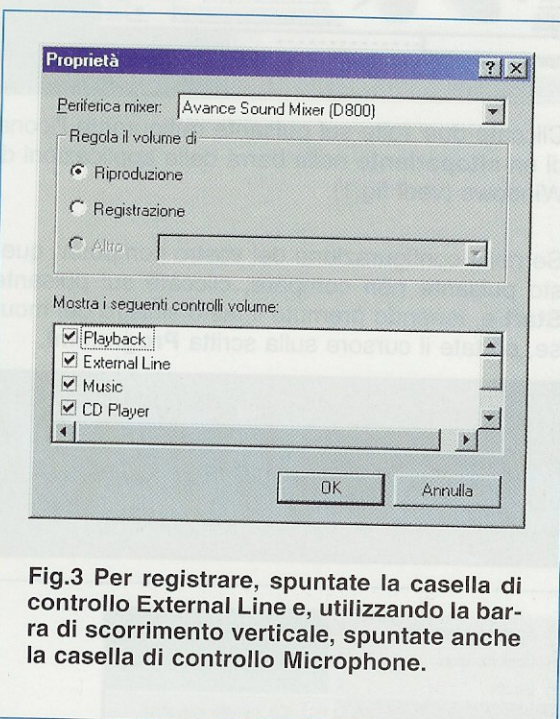 Proprietà
Periferica mixer: Avance Sound Mixer (D800)
Regola il volume di
Riproduzione
Registrazione
Altro
Mostra i seguenti controlli volume:
Playback
External Line
Music
CD Player
OK Annulla
Fig.3 Per registrare, spuntate la casella di
controllo External Line e, utilizzando la bar-
ra di scorrimento verticale, spuntate anche
la casella di controllo Microphone.